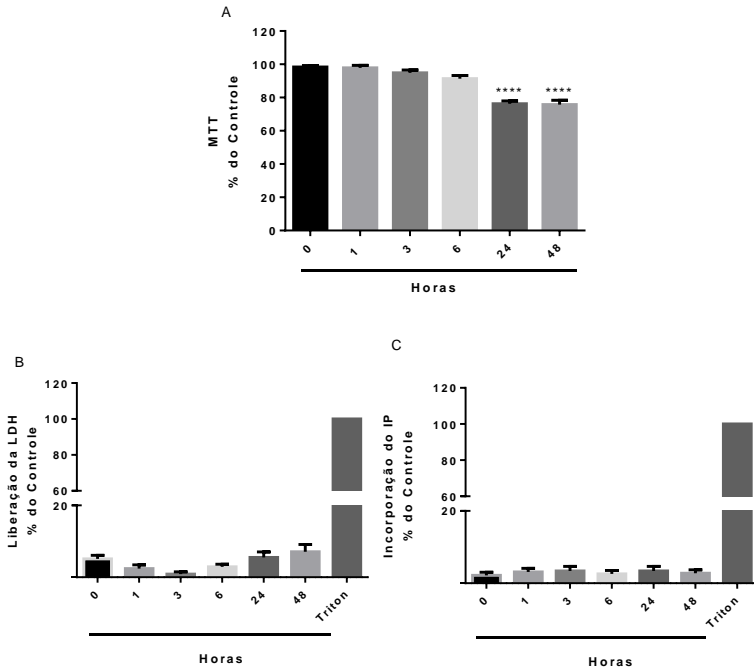 A
MTT
% do Controle
120
100
80
60
40
20
0
**** ****
0 1 3 6 24 48
Horas
B
Liberação da LDH
% do Controle
120
100
80
60
20
0 1 3 6 24 48 Triton
Horas
C
Incorporação do IP
% do Controle
120
100
80
60
20
0 1 3 6 24 48 Triton
Horas